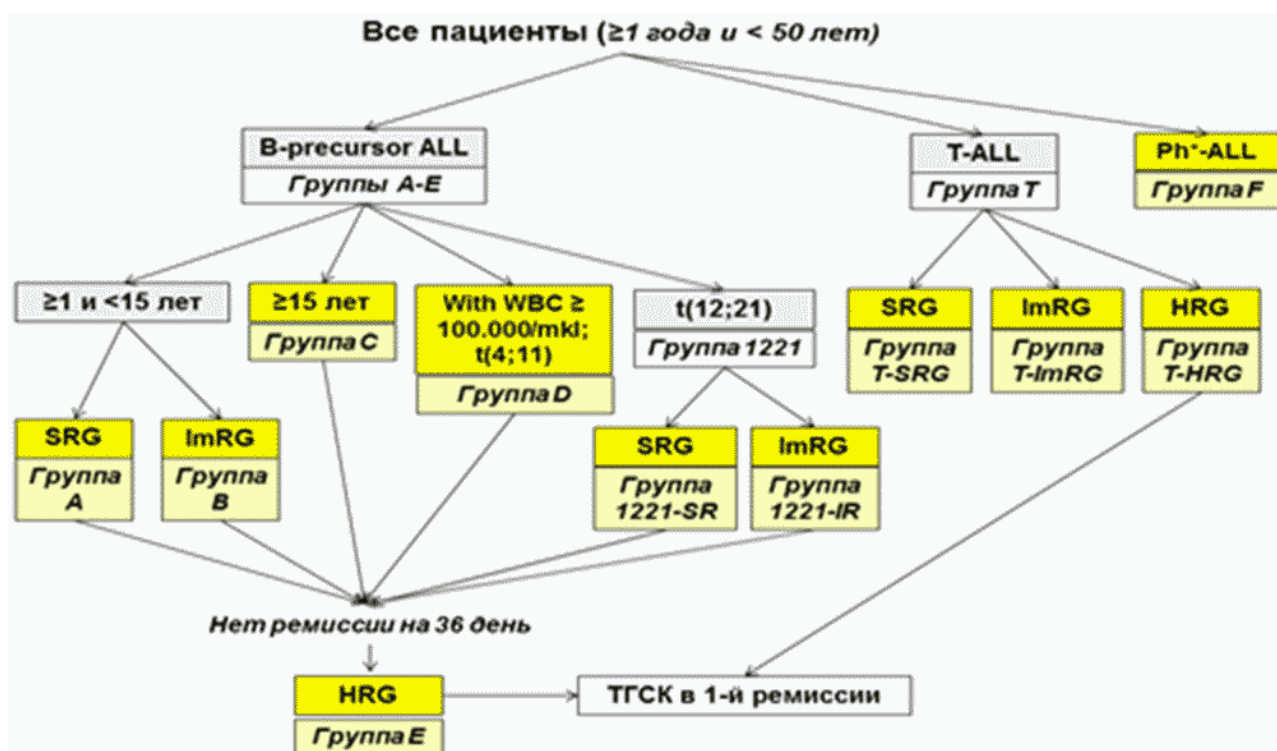 Все пациенты (≥1 года и < 50 лет)
B-precursor ALL
Группы A-E
T-ALL
Группа T
Ph⁺-ALL
Группа F
≥1 и <15 лет
≥15 лет
Группа C
With WBC ≥
100.000/mkl;
t(4;11)
Группа D
t(12;21)
Группа 1221
SRG
Группа
T-SRG
ImRG
Группа
T-ImRG
HRG
Группа
T-HRG
SRG
Группа
A
ImRG
Группа
B
SRG
Группа
1221-SR
ImRG
Группа
1221-IR
Нет ремиссии на 36 день
HRG
Группа E
ТГСК в 1-й ремиссии